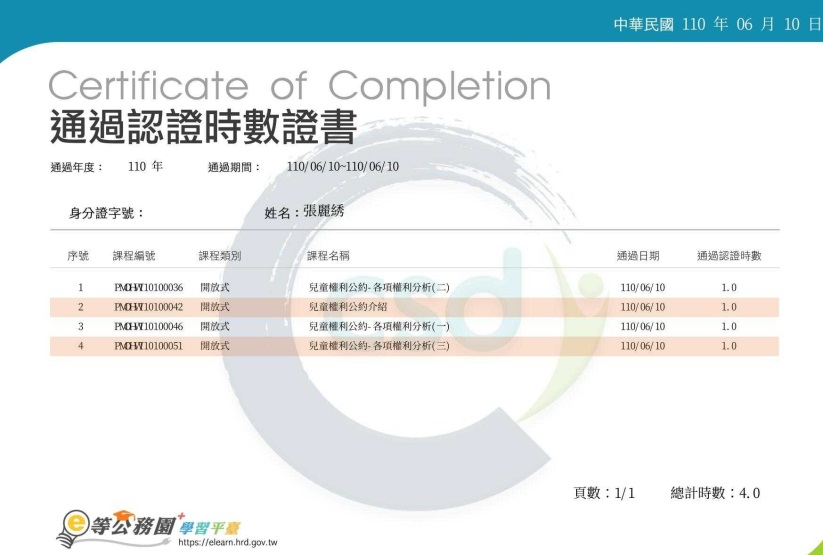 中華民國 110 年 06 月 10 日
Certificate of Completion
通過認證時數證書
通過年度： 110 年 通過期間： 110/06/10~110/06/10
身分證字號： 姓名：張麗綉
序號 課程編號 課程類別 課程名稱 通過日期 通過認證時數
1 PMOHWT10100036 開放式 兒童權利公約-各項權利分析(二) 110/06/10 1.0
2 PMOHWT10100042 開放式 兒童權利公約介紹 110/06/10 1.0
3 PMOHWT10100046 開放式 兒童權利公約-各項權利分析(一) 110/06/10 1.0
4 PMOHWT10100051 開放式 兒童權利公約-各項權利分析(三) 110/06/10 1.0
csd
頁數：1/1 總計時數：4.0
e等公務園+學習平臺
https://elearn.hrd.gov.tw